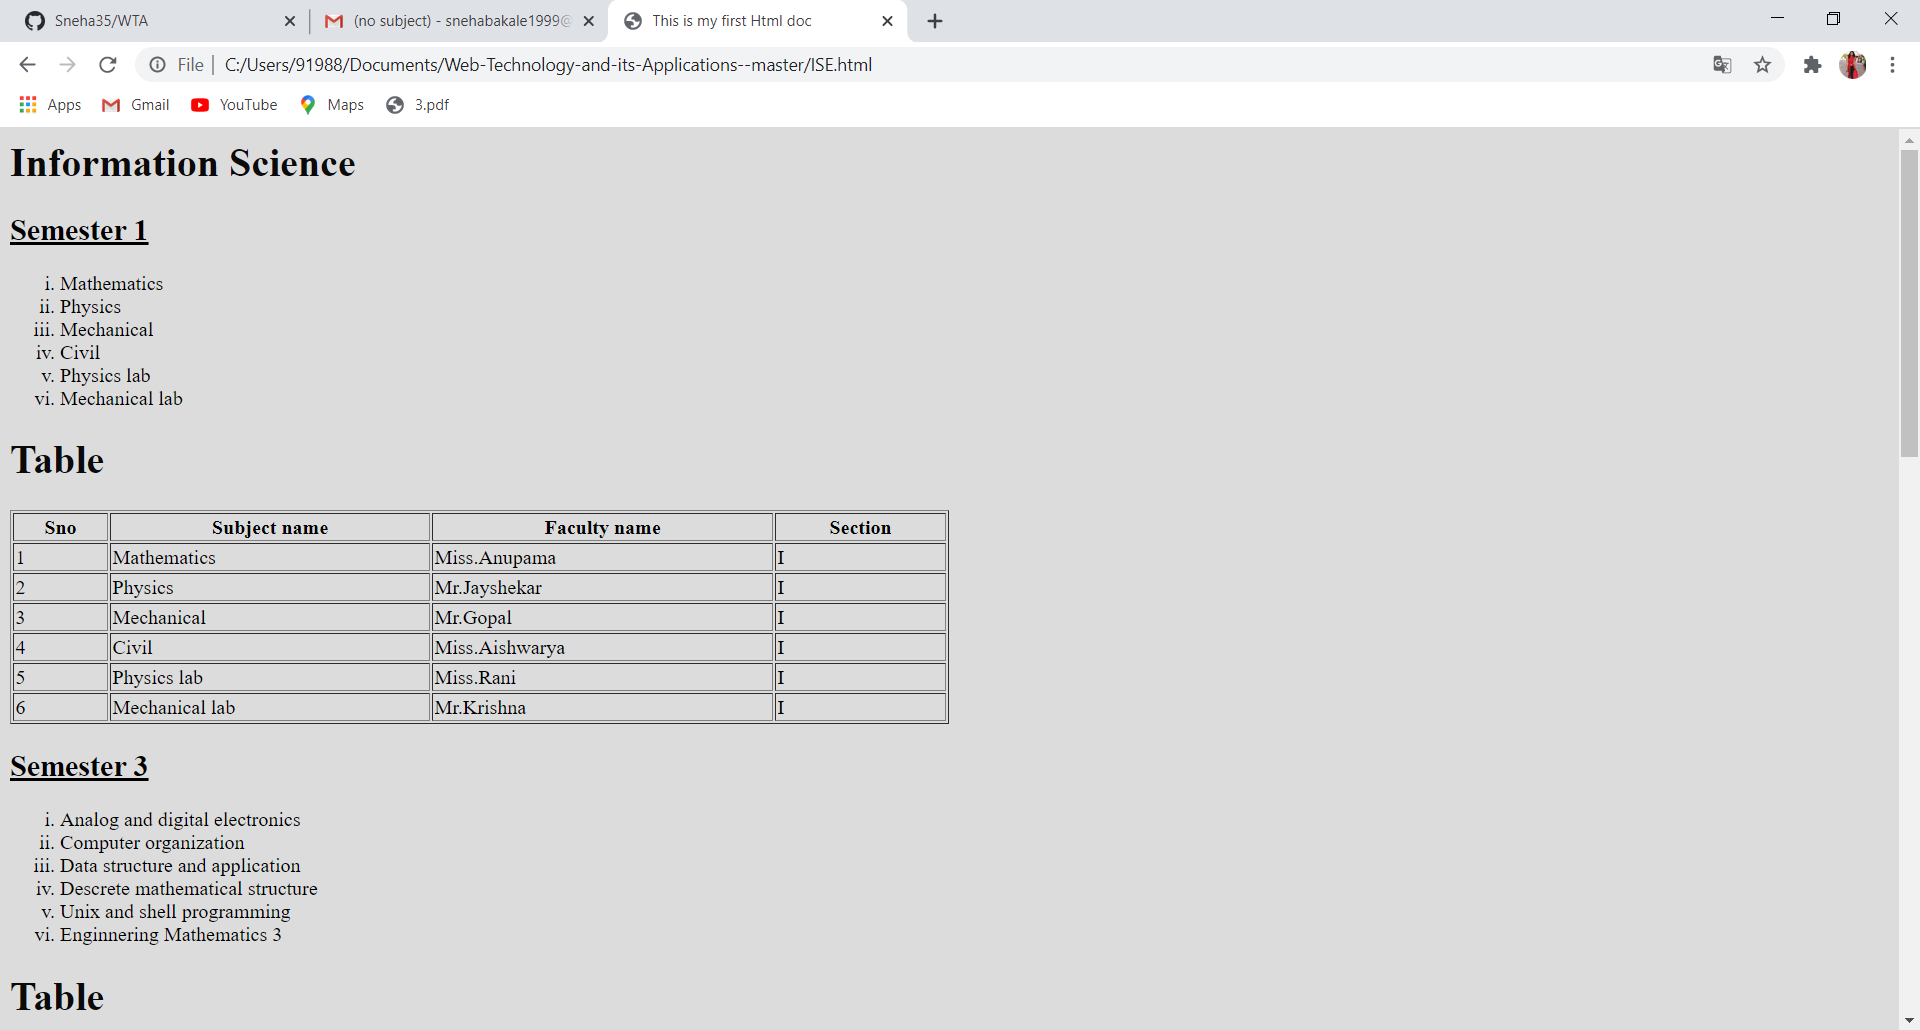 Sneha35/WTA
(no subject) - snehabakale1999@
This is my first Html doc
File | C:/Users/91988/Documents/Web-Technology-and-its-Applications--master/ISE.html
Apps Gmail YouTube Maps 3.pdf
Information Science
Semester 1
i. Mathematics
ii. Physics
iii. Mechanical
iv. Civil
v. Physics lab
vi. Mechanical lab
Table
Sno Subject name Faculty name Section
1 Mathematics Miss.Anupama I
2 Physics Mr.Jayshekar I
3 Mechanical Mr.Gopal I
4 Civil Miss.Aishwarya I
5 Physics lab Miss.Rani I
6 Mechanical lab Mr.Krishna I
Semester 3
i. Analog and digital electronics
ii. Computer organization
iii. Data structure and application
iv. Descrete mathematical structure
v. Unix and shell programming
vi. Enginnering Mathematics 3
Table